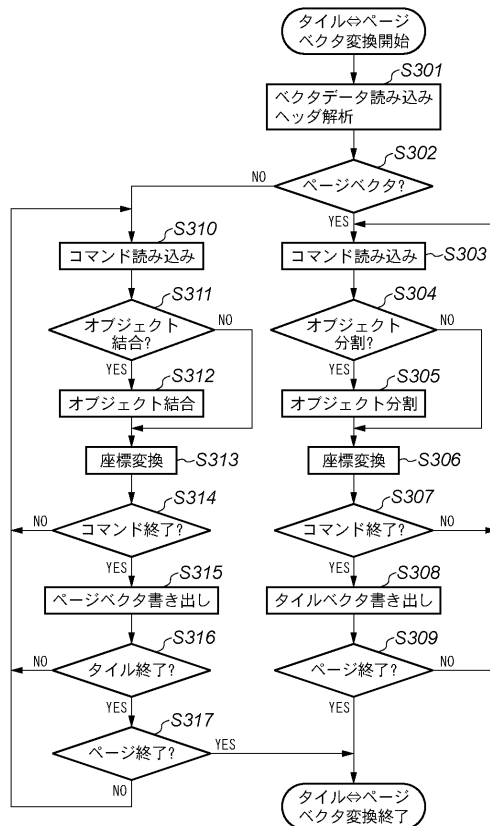 タイル⇔ページ
ベクタ変換開始
S301
ベクタデータ読み込み
ヘッダ解析
S302
ページベクタ?
NO
YES
S310
コマンド読み込み
S311
オブジェクト
結合?
NO
YES
S312
オブジェクト結合
座標変換
S313
S314
コマンド終了?
NO
YES
S315
ページベクタ書き出し
S316
タイル終了?
NO
YES
S317
ページ終了?
YES
NO
コマンド読み込み
S303
S304
オブジェクト
分割?
NO
YES
S305
オブジェクト分割
座標変換
S306
S307
コマンド終了?
NO
YES
S308
タイルベクタ書き出し
S309
ページ終了?
NO
YES
タイル⇔ページ
ベクタ変換終了